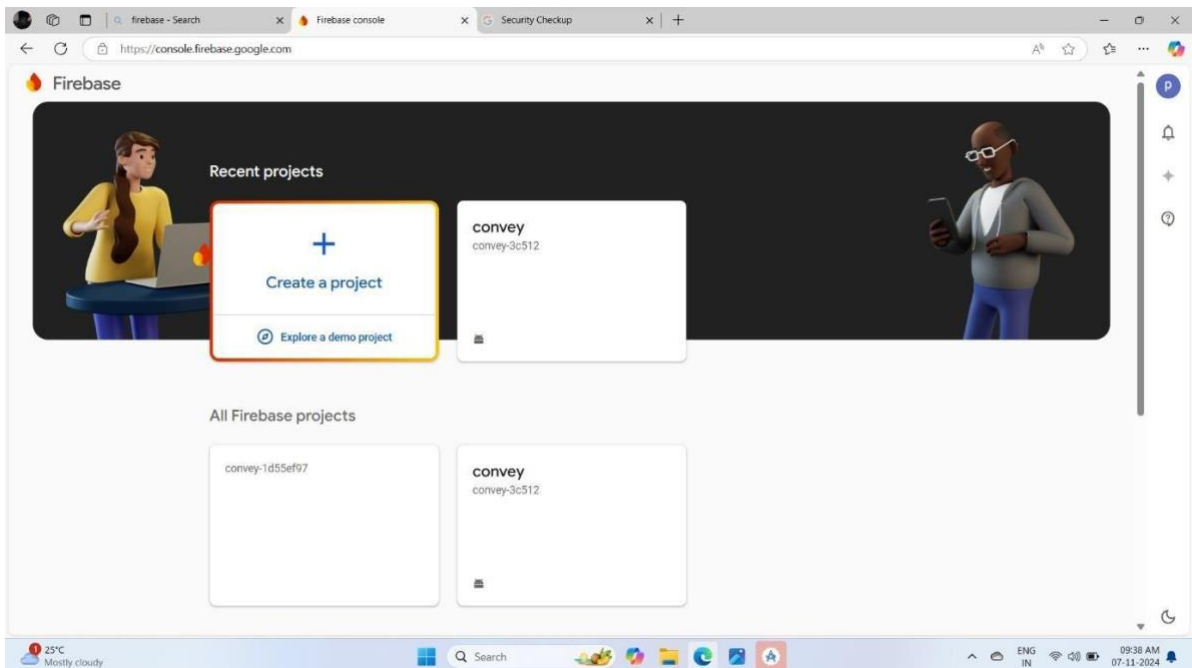 firebase - Search
Firebase console
Security Checkup
https://console.firebase.google.com
Firebase
P
Recent projects
Create a project
Explore a demo project
convey
convey-3c512
All Firebase projects
convey-1d55ef97
convey
convey-3c512
1
25°C
Mostly cloudy
Search
ENG
IN
09:38 AM
07-11-2024